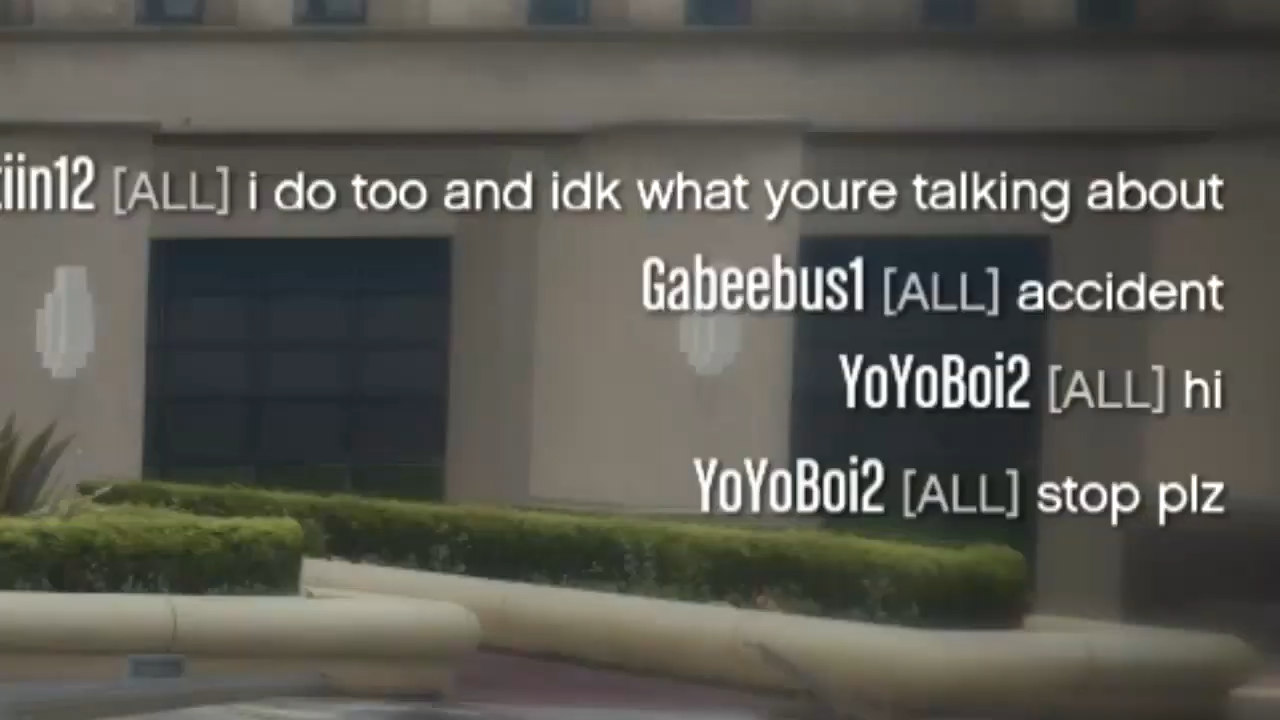 [ALL] i do too and idk what youre talking about
Gabeebus1 [ALL] accident
YoYoBoi2 [ALL] hi
YoYoBoi2 [ALL] stop plz